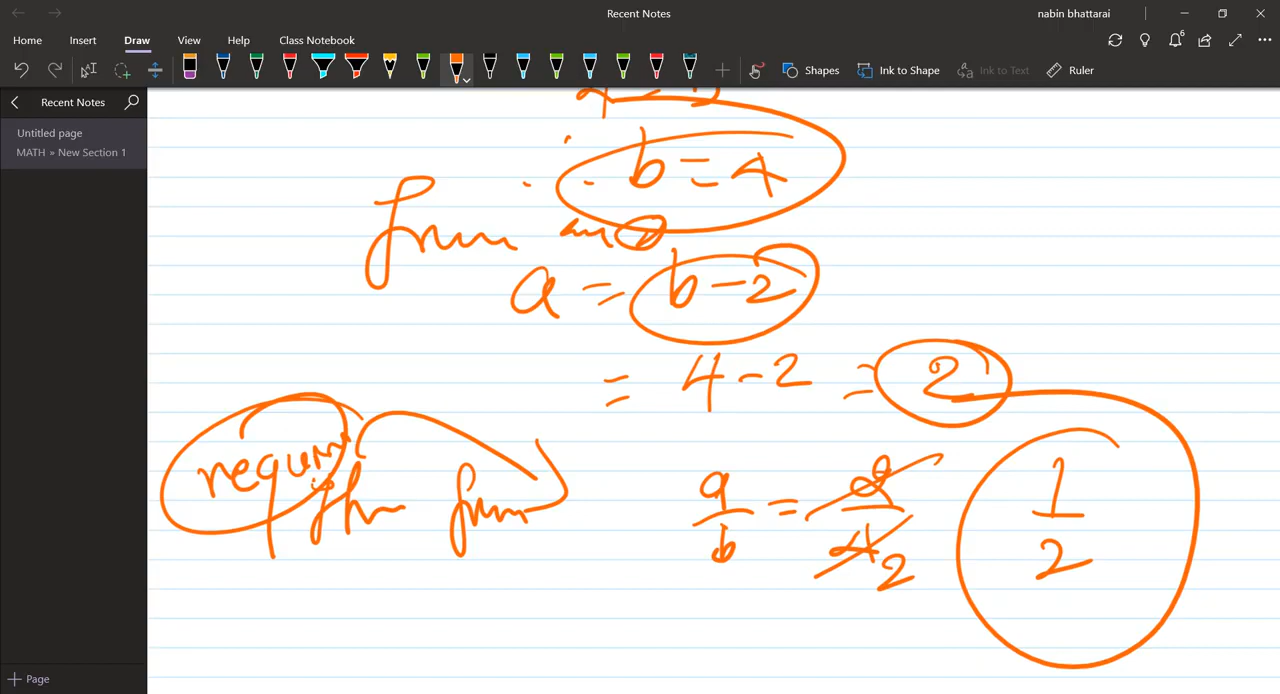 Recent Notes
nabin bhattarai
Home Insert Draw View Help Class Notebook
6
Shapes Ink to Shape Ink to Text Ruler
Recent Notes
Untitled page
MATH » New Section 1
b = 4
from
a = b - 2
= 4 - 2 = 2
a/b = 2/4 2 1/2
Page